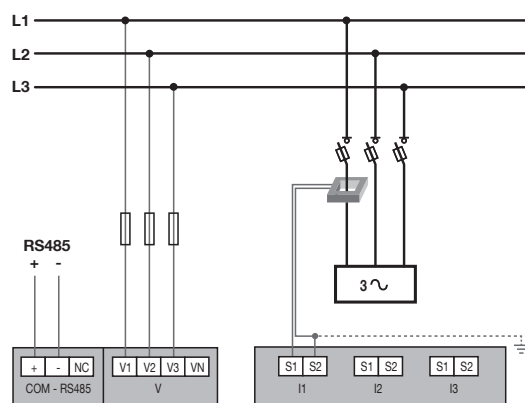 L1
L2
L3
RS485
+ -
3
+ - NC
V1 V2 V3 VN
S1 S2
S1 S2
S1 S2
COM - RS485
V
I1
I2
I3